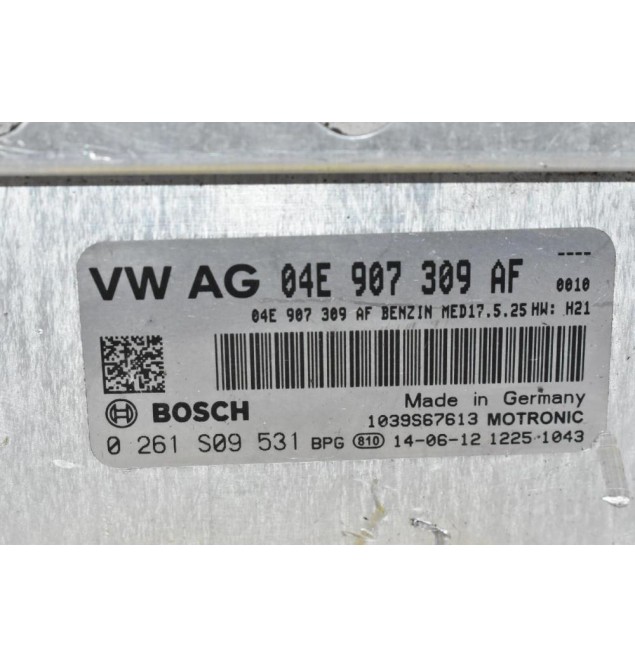 ----
VW AG 04E 907 309 AF 0010
04E 907 309 AF BENZIN MED17.5.25 HW: H21
Made in Germany
BOSCH 1039S67613 MOTRONIC
0 261 S09 531 BPG 810 14-06-12 1225 1043